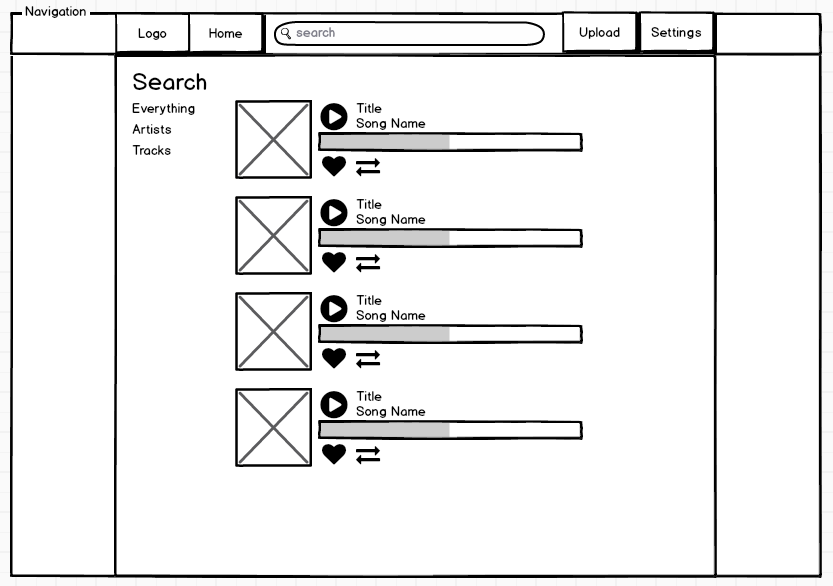 Navigation
Logo
Home
search
Upload
Settings
Search
Everything
Artists
Tracks
Title
Song Name
Title
Song Name
Title
Song Name
Title
Song Name